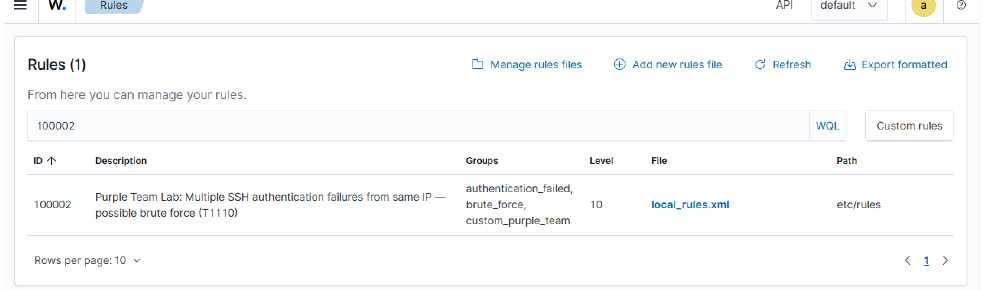 W. Rules API default a
Rules (1) Manage rules files Add new rules file Refresh Export formatted
From here you can manage your rules.
100002 WQL Custom rules
ID ↑ Description Groups Level File Path
100002 Purple Team Lab: Multiple SSH authentication failures from same IP —
possible brute force (T1110)
authentication_failed,
brute_force,
custom_purple_team
10 local_rules.xml etc/rules
Rows per page: 10 < 1 >